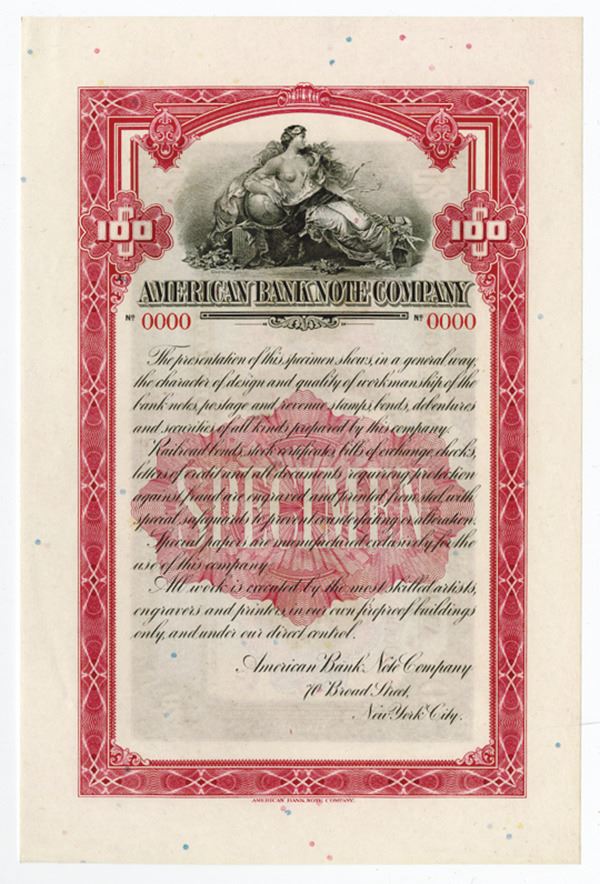 100 100
AMERICAN BANK NOTE COMPANY
Nº 0000 Nº 0000
The presentation of this specimen, shows, in a general way,
the character of design and quality of workmanship of the
bank notes, postage and revenue stamps, bonds, debentures
and securities of all kinds prepared by this company.
Railroad bonds, stock certificates, bills of exchange, checks,
letters of credit and all documents requiring protection
against fraud are engraved and printed from steel, with
special safeguards to prevent counterfeiting or alteration.
SPECIMEN
Special papers are manufactured exclusively for the
use of this company.
All work is executed by the most skilled artists,
engravers and printers, in our own fireproof buildings
only, and under our direct control.
American Bank Note Company
70 Broad Street,
New York City.
AMERICAN BANK NOTE COMPANY.